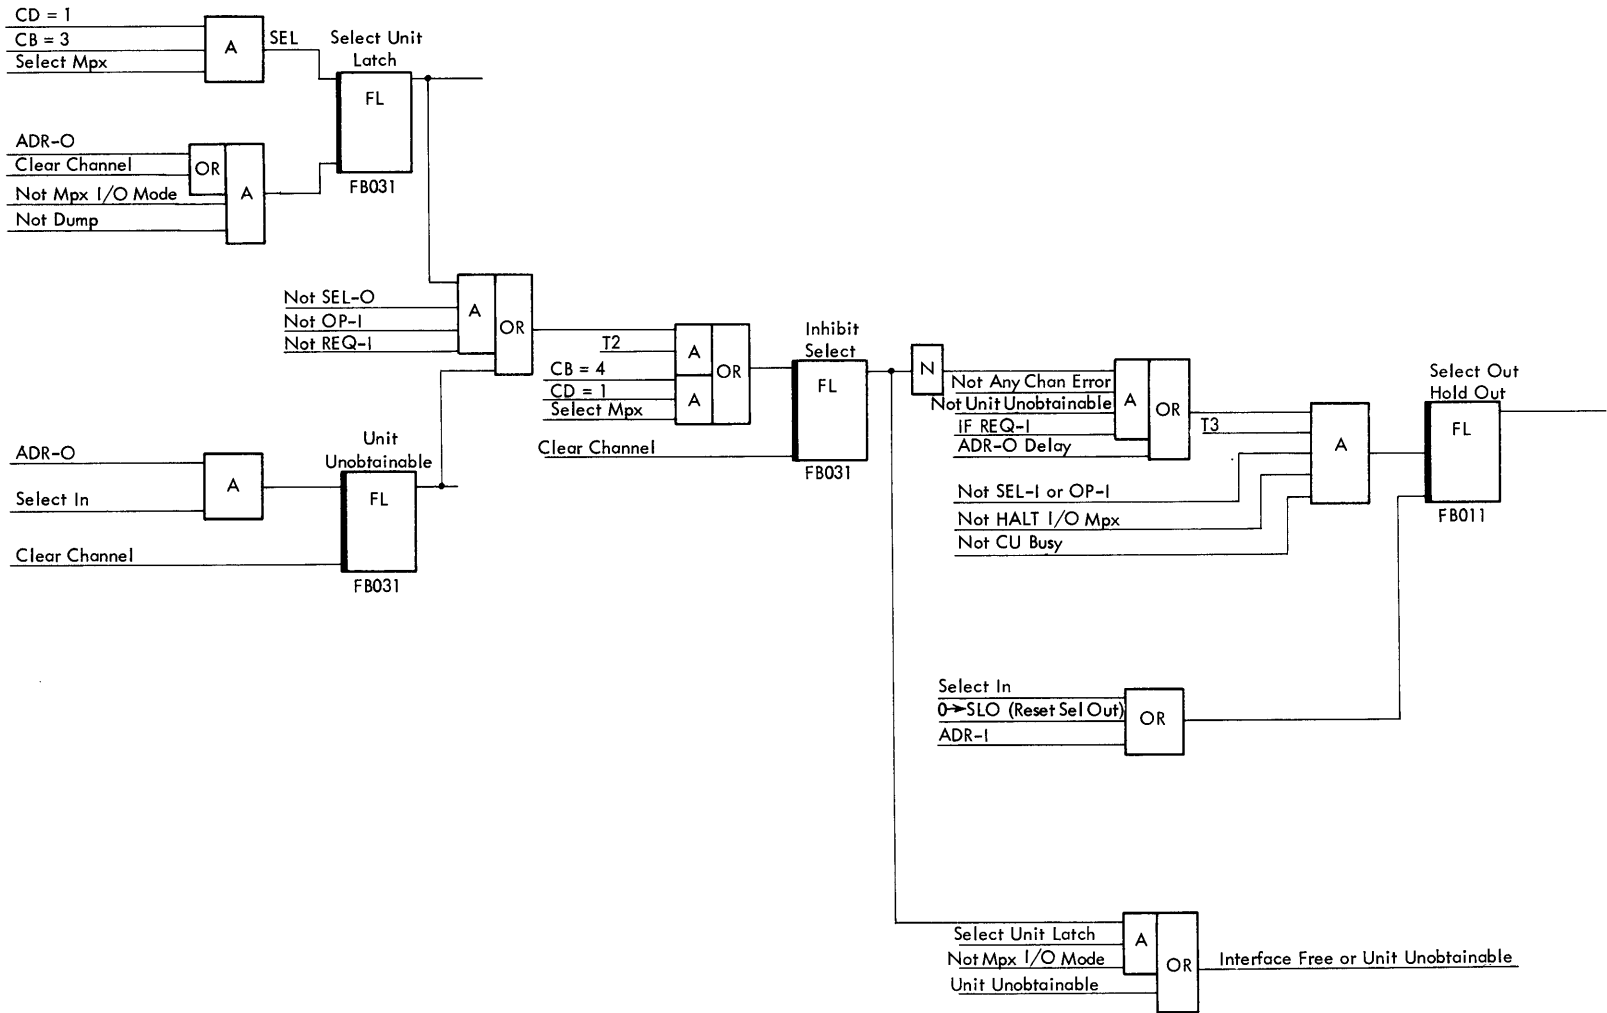 CD = 1
CB = 3
Select Mpx
A
SEL
Select Unit
Latch
FL
FB031
ADR-O
Clear Channel
Not Mpx I/O Mode
Not Dump
OR
A
Not SEL-O
Not OP-I
Not REQ-I
A
OR
ADR-O
Select In
A
Unit
Unobtainable
FL
Clear Channel
FB031
T2
CB = 4
CD = 1
Select Mpx
A
A
OR
Clear Channel
Inhibit
Select
FL
FB031
N
Not Any Chan Error
Not Unit Unobtainable
IF REQ-I
ADR-O Delay
A
OR
T3
Not SEL-I or OP-I
Not HALT I/O Mpx
Not CU Busy
A
Select Out
Hold Out
FL
FB011
Select In
0→SLO (Reset Sel Out)
ADR-I
OR
Select Unit Latch
Not Mpx I/O Mode
Unit Unobtainable
A
OR
Interface Free or Unit Unobtainable